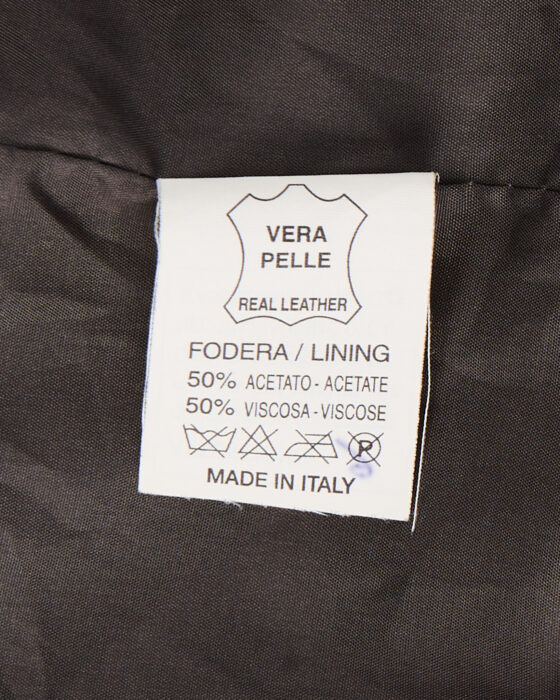 VERA
PELLE
REAL LEATHER
FODERA / LINING
50% ACETATO - ACETATE
50% VISCOSA - VISCOSE
P
MADE IN ITALY